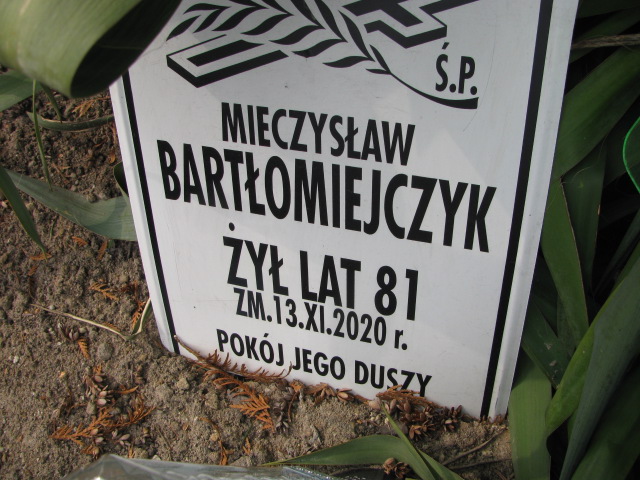 Ś.P.
MIECZYSŁAW
BARTŁOMIEJCZYK
ŻYŁ LAT 81
ZM.13.XI.2020 r.
POKÓJ JEGO DUSZY